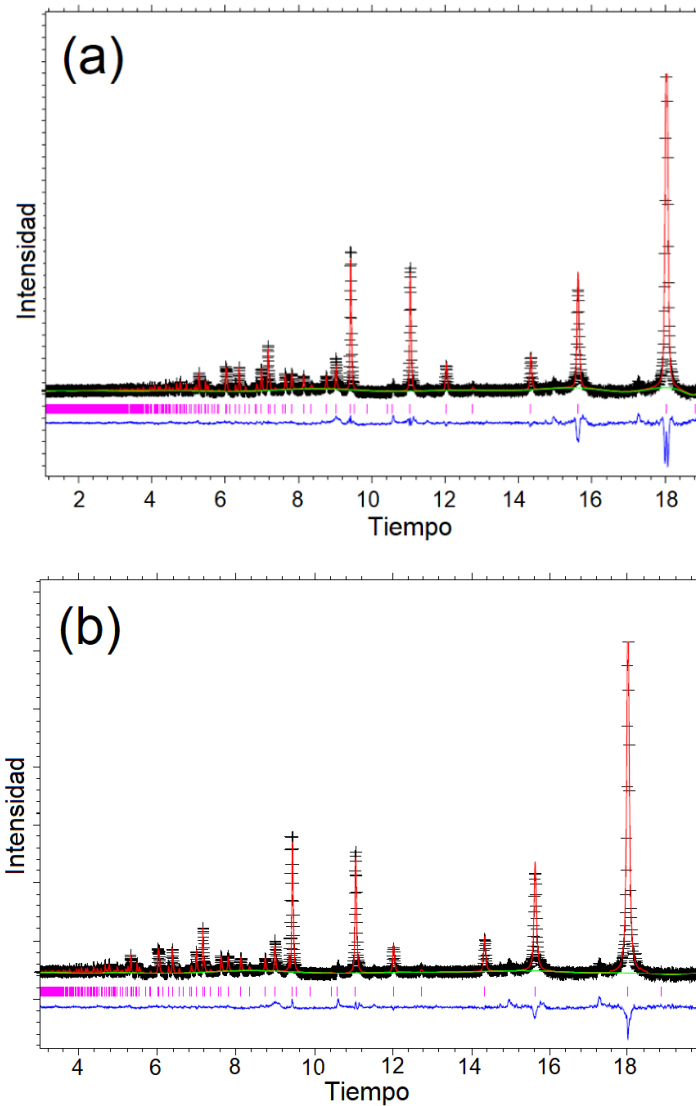 (a)
Intensidad
2 4 6 8 10 12 14 16 18
Tiempo
(b)
Intensidad
4 6 8 10 12 14 16 18
Tiempo